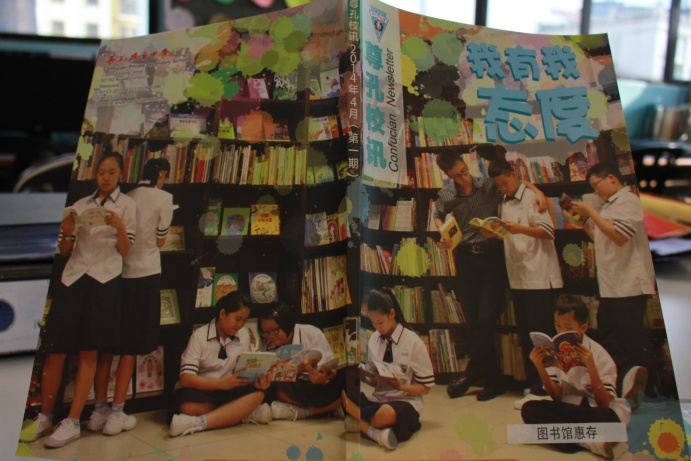 尊孔校讯 2014年4月（第一期）
尊孔校讯
Confucian Newsletter
我有我
态度
图书馆惠存